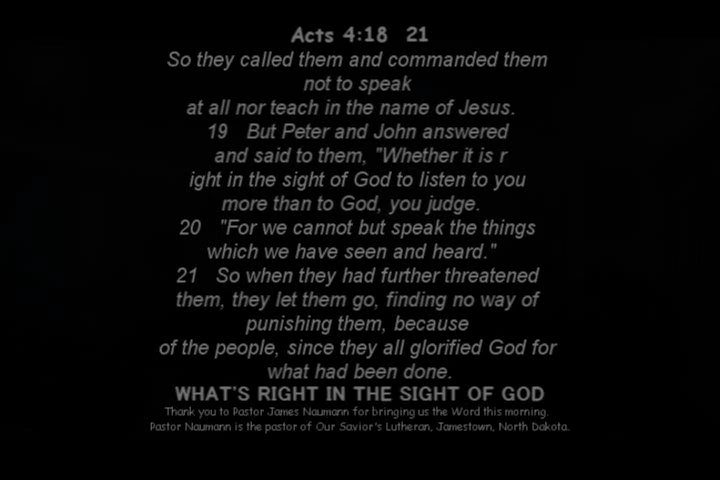 Acts 4:18 21
So they called them and commanded them
not to speak
at all nor teach in the name of Jesus.
19 But Peter and John answered
and said to them, "Whether it is r
ight in the sight of God to listen to you
more than to God, you judge.
20 "For we cannot but speak the things
which we have seen and heard."
21 So when they had further threatened
them, they let them go, finding no way of
punishing them, because
of the people, since they all glorified God for
what had been done.
WHAT'S RIGHT IN THE SIGHT OF GOD
Thank you to Pastor James Naumann for bringing us the Word this morning.
Pastor Naumann is the pastor of Our Savior's Lutheran, Jamestown, North Dakota.